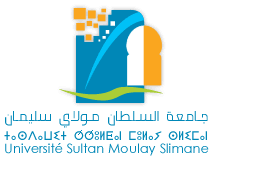 جامعة السلطان مولاي سليمان
ⵜⴰⵙⴷⴰⵡⵉⵜ ⵚⵚⵓⵍⵟⴰⵏ ⵎⵓⵍⴰⵢ ⵙⵍⵉⵎⴰⵏ
Université Sultan Moulay Slimane